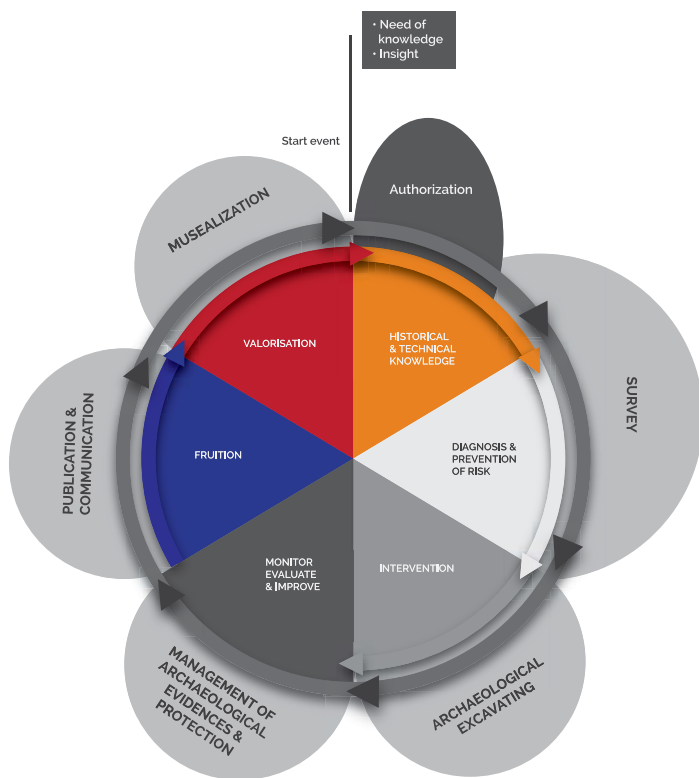 • Need of
knowledge
• Insight
Start event
Authorization
MUSEALIZATION
SURVEY
PUBLICATION &
COMMUNICATION
MANAGEMENT OF
ARCHAEOLOGICAL
EVIDENCES &
PROTECTION
ARCHAEOLOGICAL
EXCAVATING
VALORISATION
HISTORICAL
& TECHNICAL
KNOWLEDGE
FRUITION
DIAGNOSIS &
PREVENTION
OF RISK
MONITOR
EVALUATE
& IMPROVE
INTERVENTION